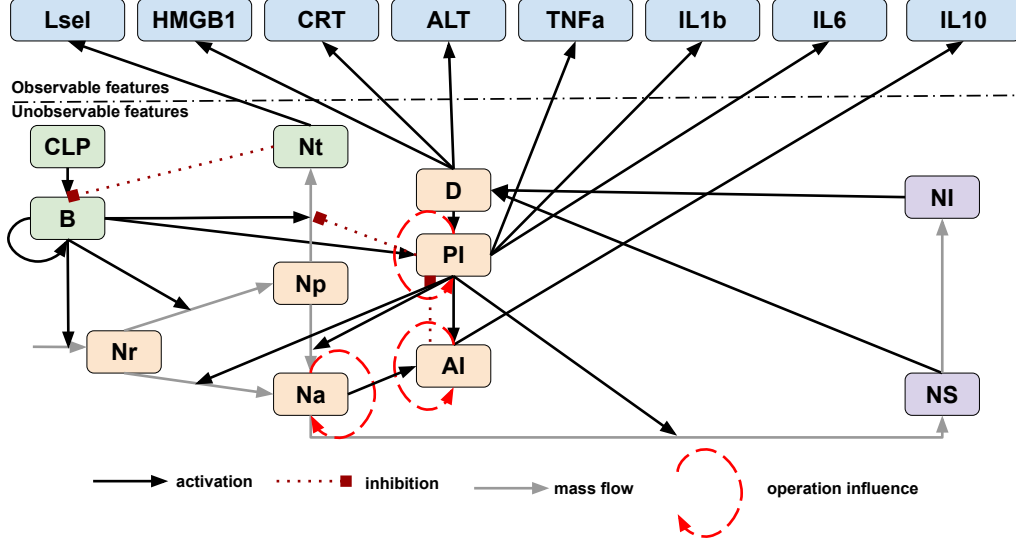 Lsel HMGB1 CRT ALT TNFa IL1b IL6 IL10
Observable features
Unobservable features
CLP Nt
D
B NI
PI
Np
Nr AI
Na NS
activation inhibition mass flow operation influence